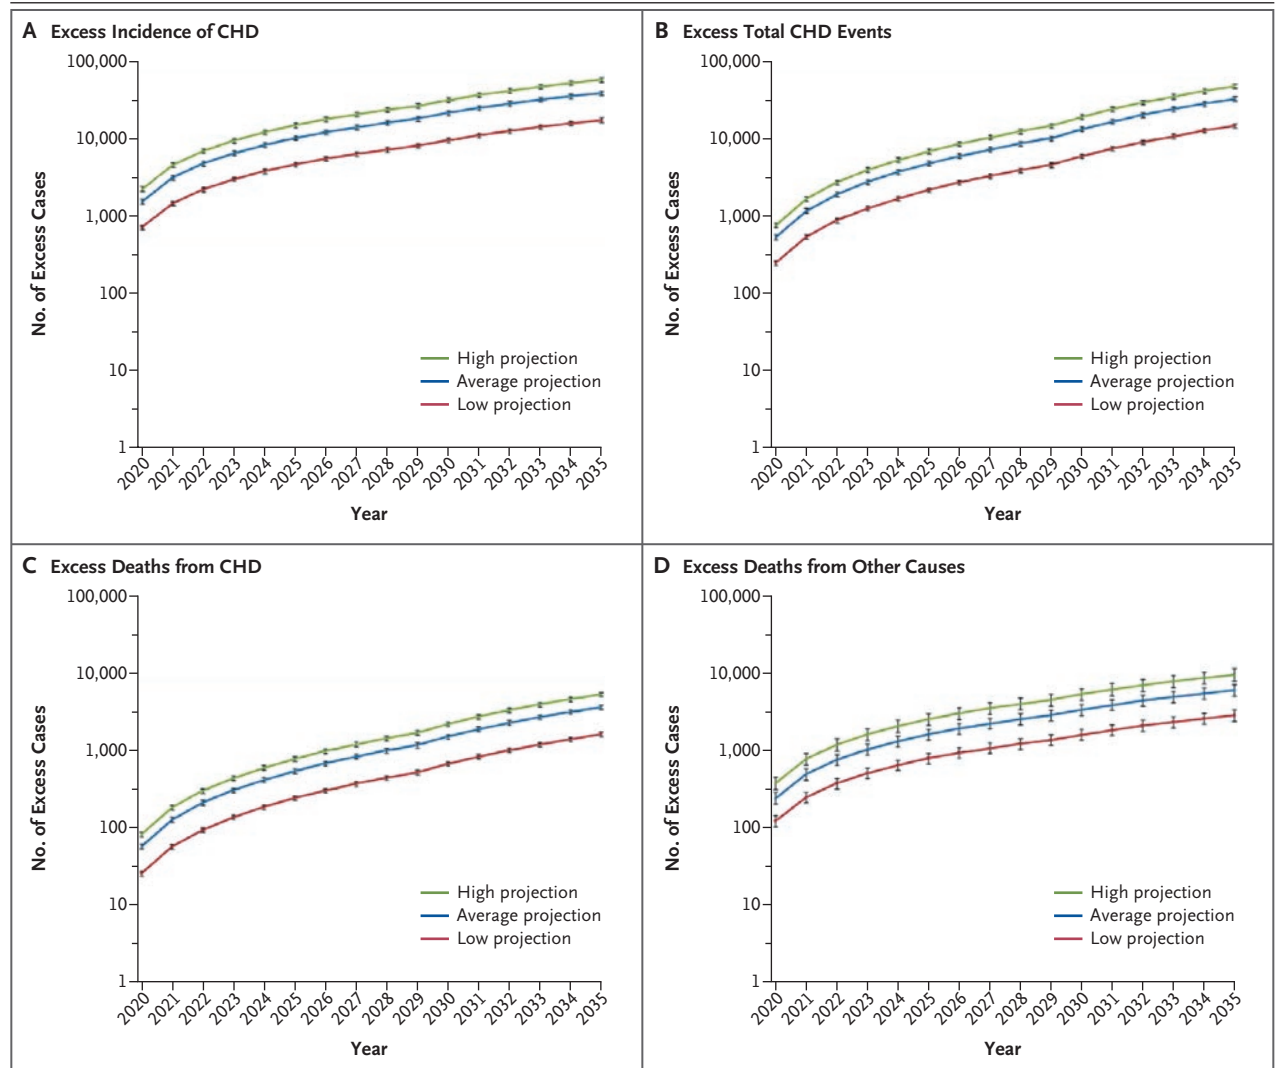 A Excess Incidence of CHD
100,000
10,000
1,000
100
10
1
No. of Excess Cases
High projection
Average projection
Low projection
2020 2021 2022 2023 2024 2025 2026 2027 2028 2029 2030 2031 2032 2033 2034 2035
Year
B Excess Total CHD Events
100,000
10,000
1,000
100
10
1
No. of Excess Cases
High projection
Average projection
Low projection
2020 2021 2022 2023 2024 2025 2026 2027 2028 2029 2030 2031 2032 2033 2034 2035
Year
C Excess Deaths from CHD
100,000
10,000
1,000
100
10
1
No. of Excess Cases
High projection
Average projection
Low projection
2020 2021 2022 2023 2024 2025 2026 2027 2028 2029 2030 2031 2032 2033 2034 2035
Year
D Excess Deaths from Other Causes
100,000
10,000
1,000
100
10
1
No. of Excess Cases
High projection
Average projection
Low projection
2020 2021 2022 2023 2024 2025 2026 2027 2028 2029 2030 2031 2032 2033 2034 2035
Year